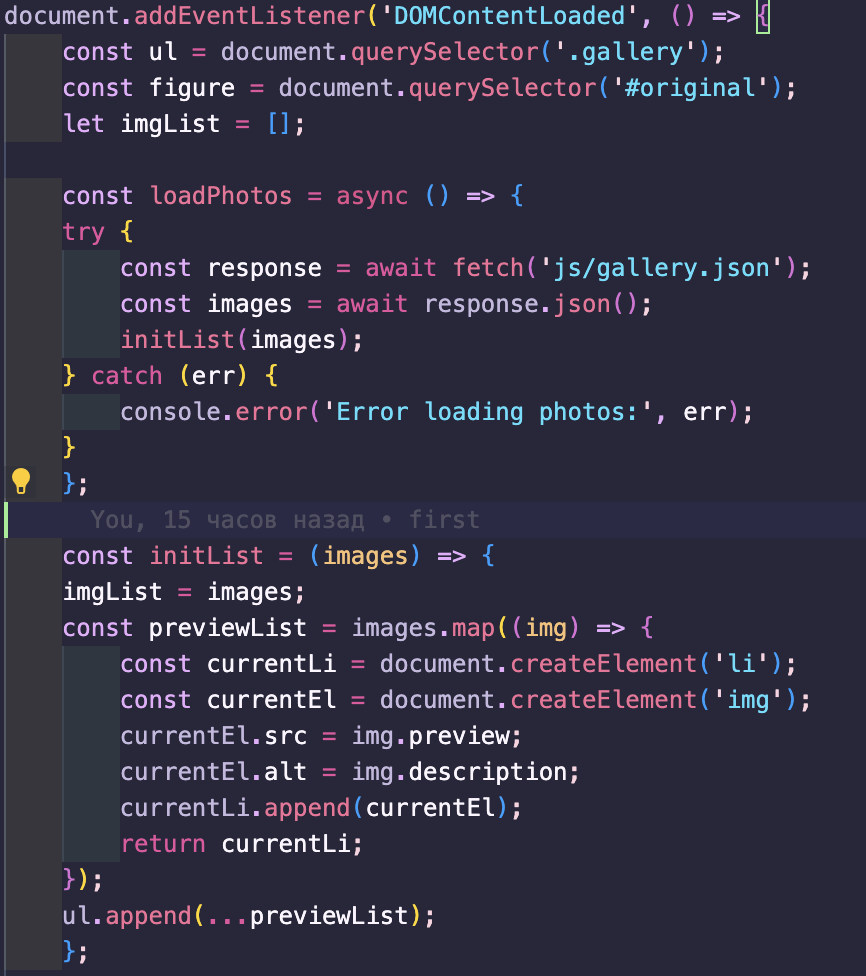 document.addEventListener('DOMContentLoaded', () => {
    const ul = document.querySelector('.gallery');
    const figure = document.querySelector('#original');
    let imgList = [];

    const loadPhotos = async () => {
    try {
        const response = await fetch('js/gallery.json');
        const images = await response.json();
        initList(images);
    } catch (err) {
        console.error('Error loading photos:', err);
    }
    };
      You, 15 часов назад • first
    const initList = (images) => {
    imgList = images;
    const previewList = images.map((img) => {
        const currentLi = document.createElement('li');
        const currentEl = document.createElement('img');
        currentEl.src = img.preview;
        currentEl.alt = img.description;
        currentLi.append(currentEl);
        return currentLi;
    });
    ul.append(...previewList);
    };